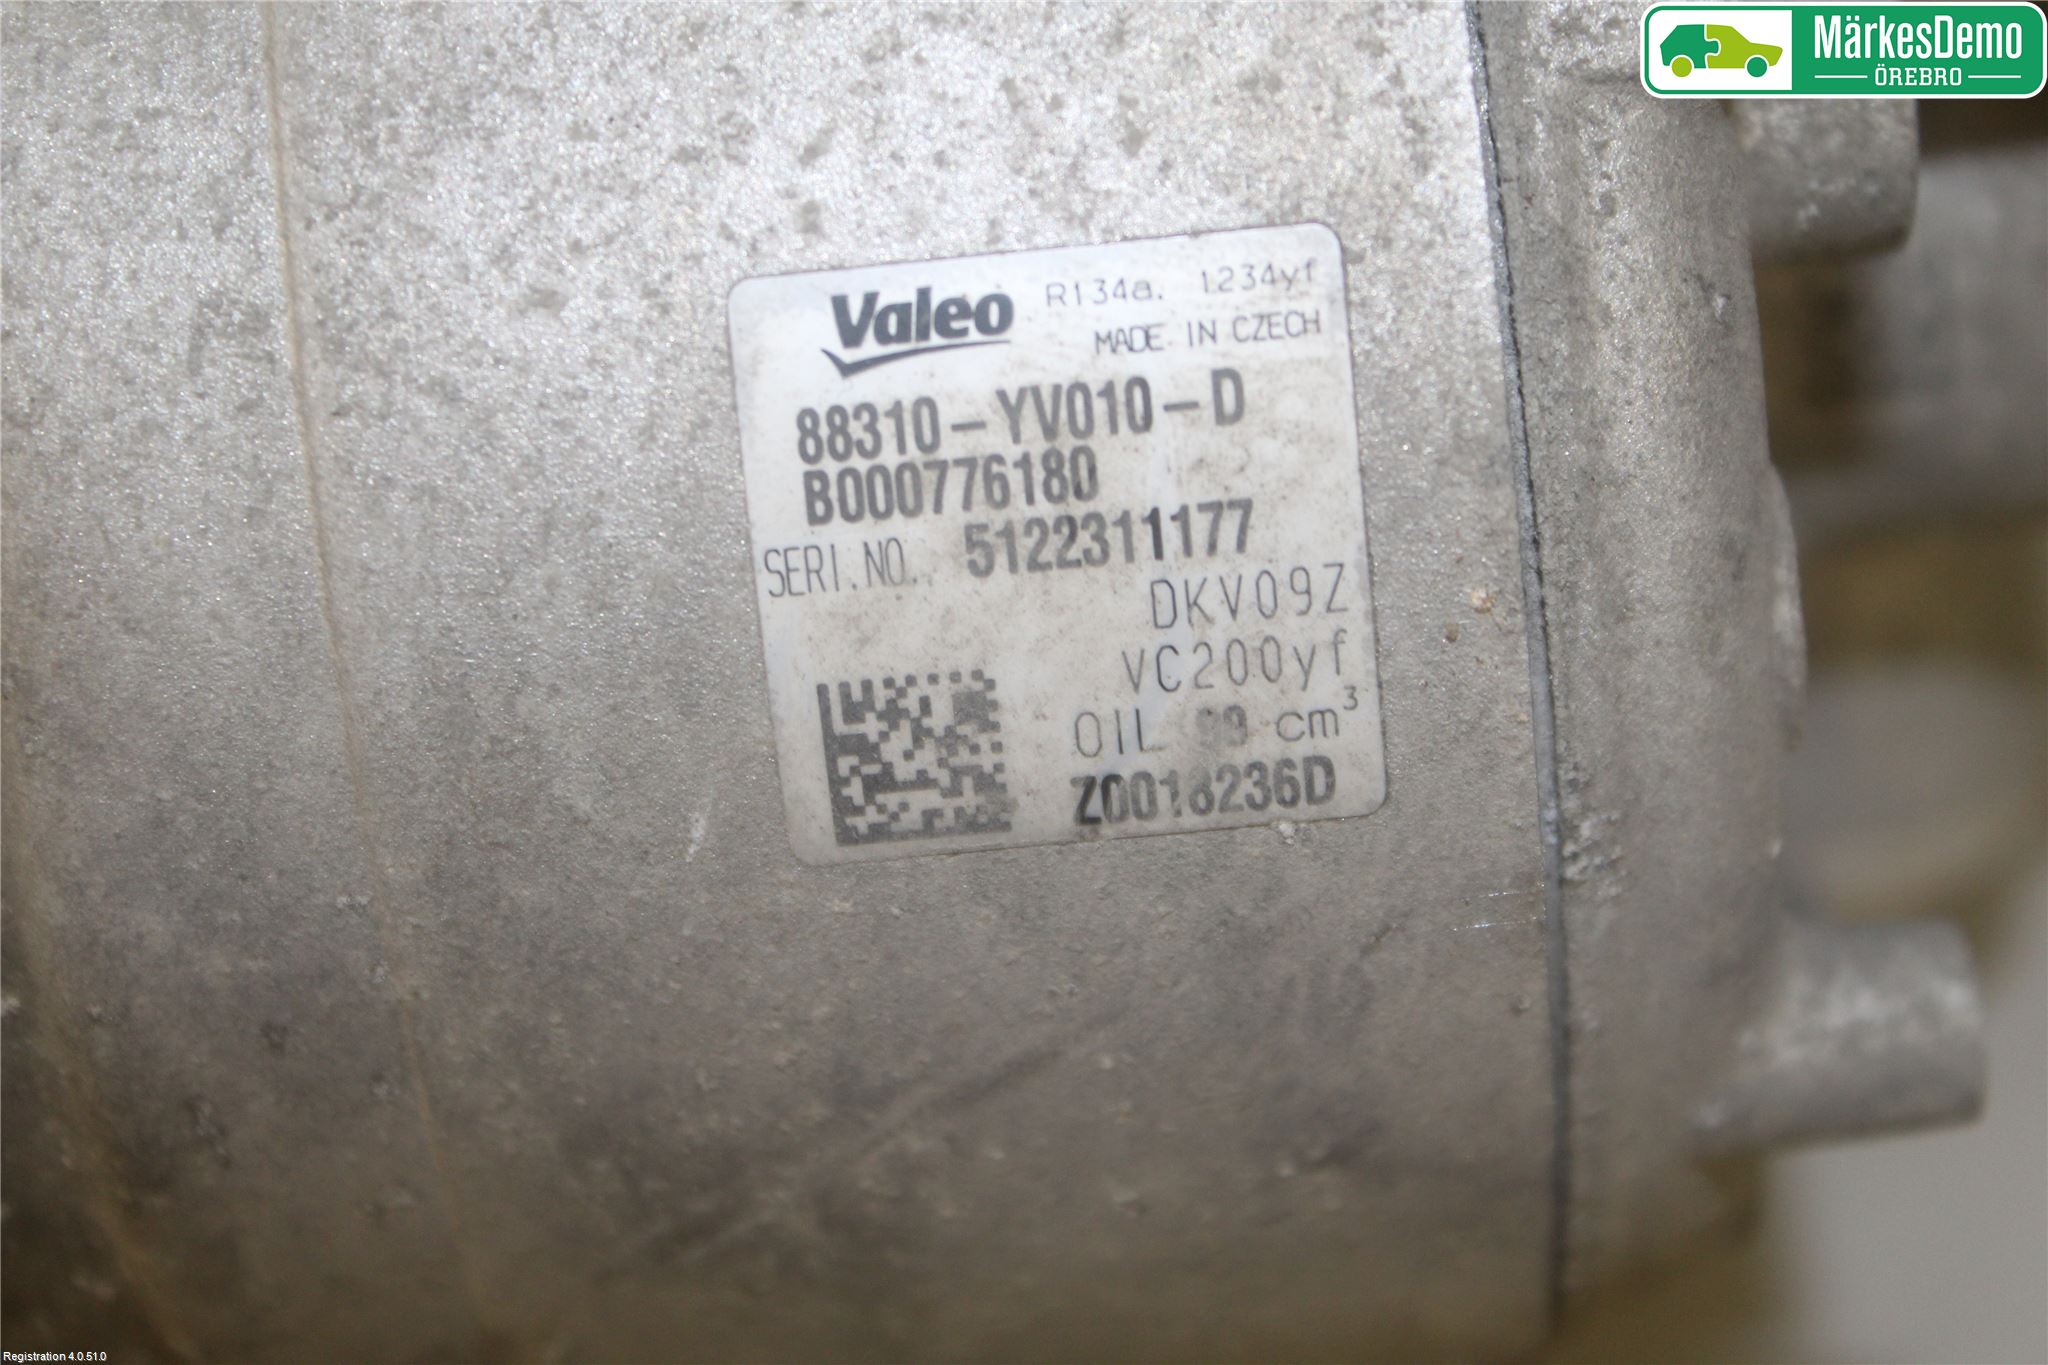 MärkesDemo
ÖREBRO
Valeo R134a. 1234yf
MADE IN CZECH
88310-YV010-D
B000776180
SERI.NO. 5122311177
DKV09Z
VC200yf
OIL cm³
Z0018236D
Registration 4.0.51.0